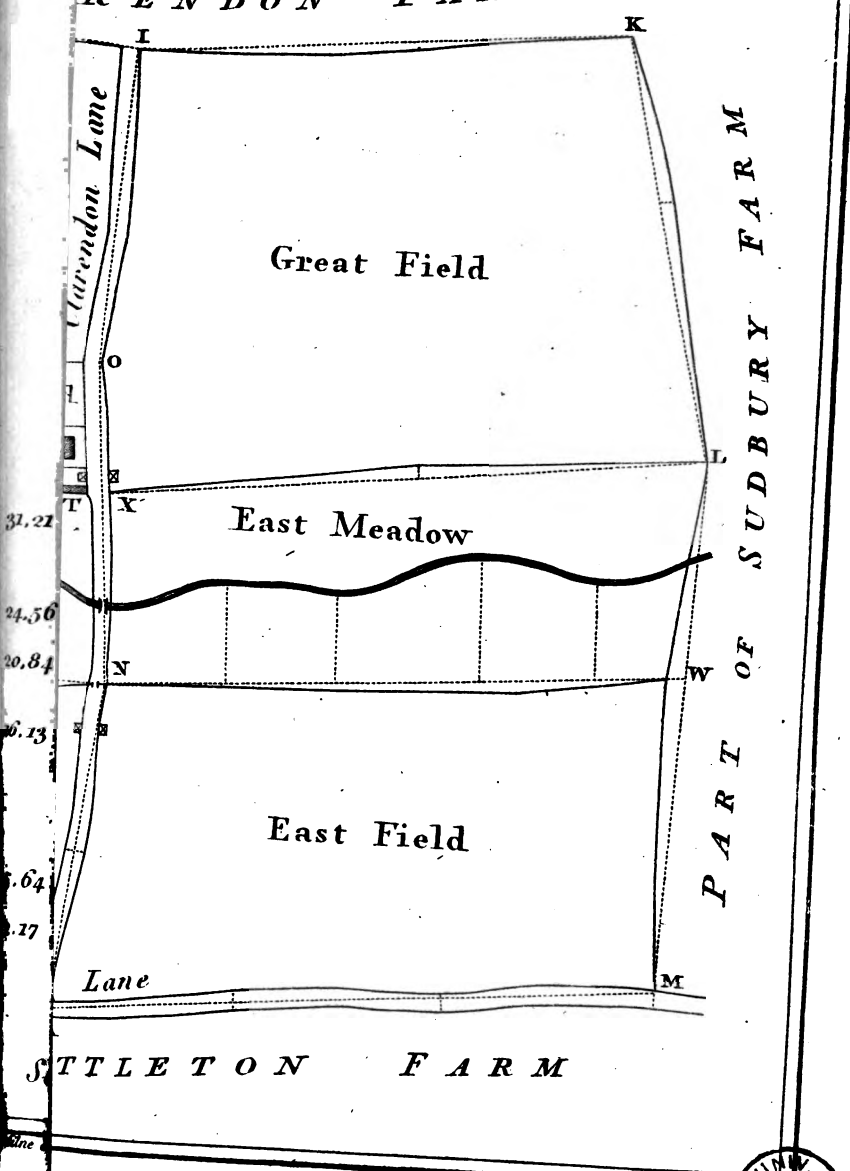 I
K
Clarendon Lane
Great Field
O
L
T
X
31,21
East Meadow
24,56
20,84
N
W
East Field
PART OF SUDBURY FARM
Lane
M
TTLETON FARM